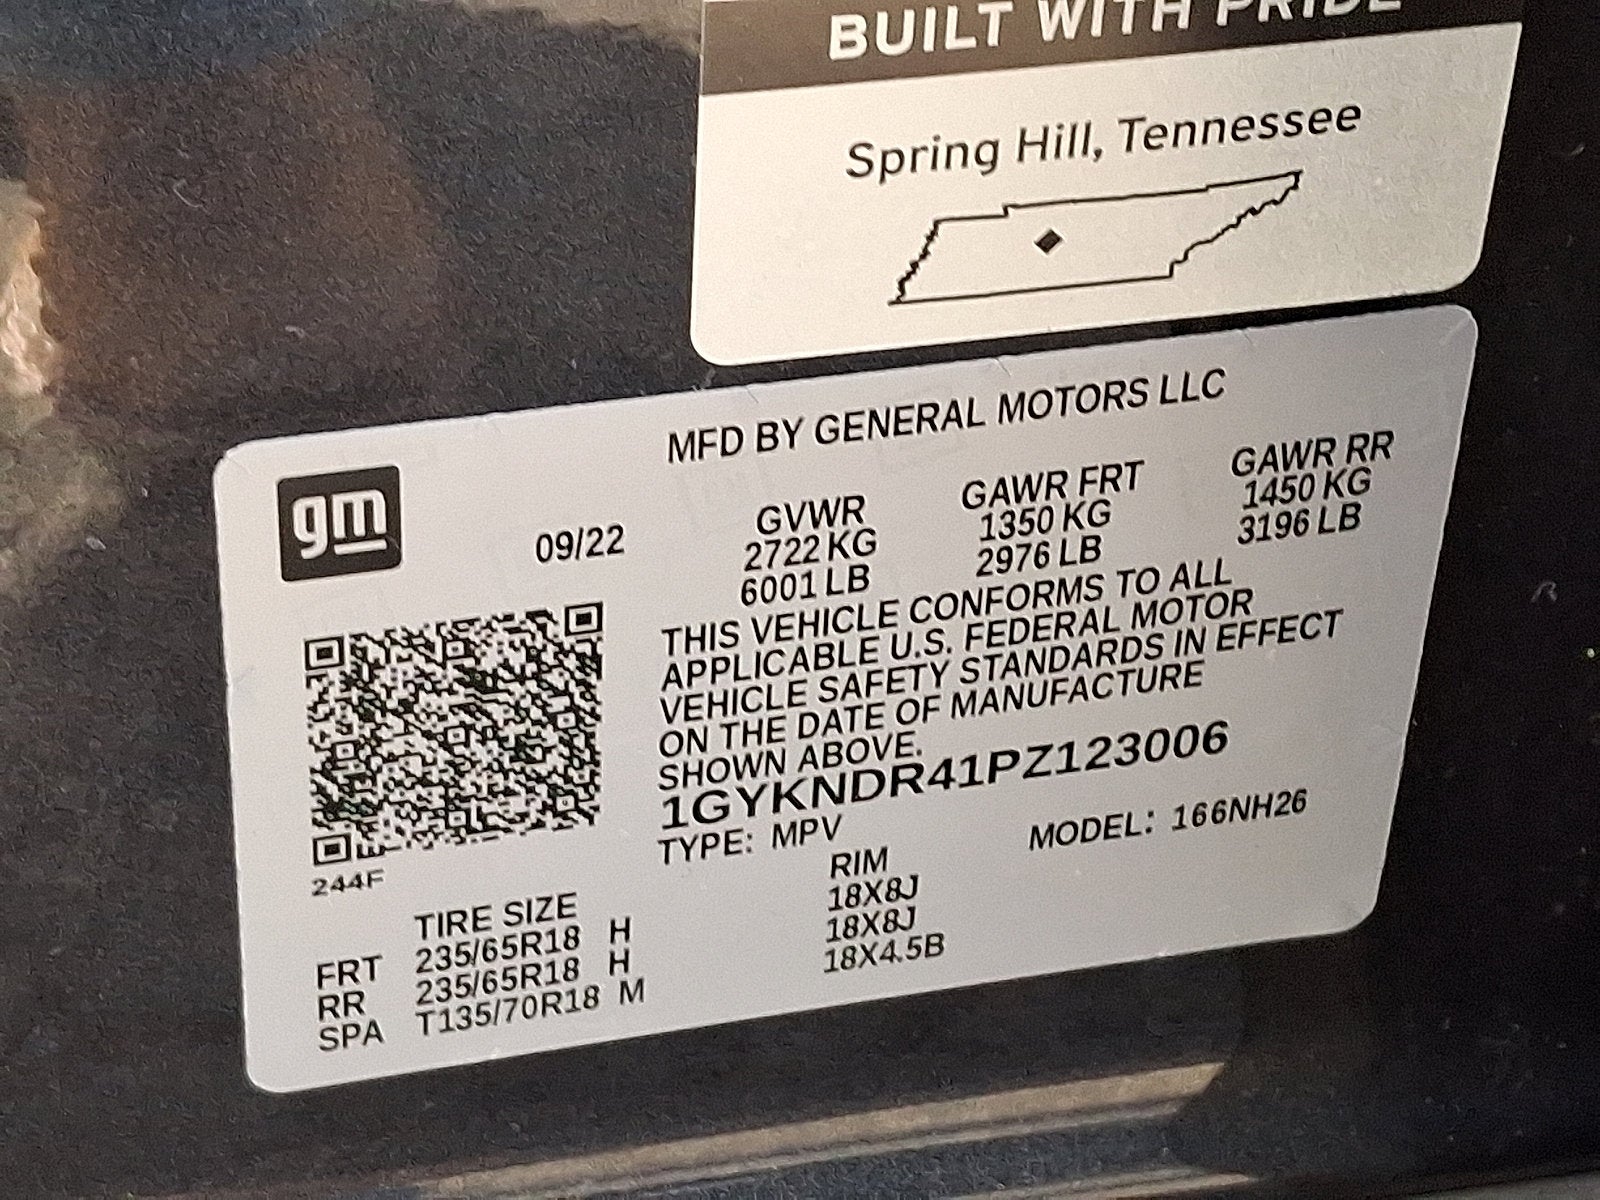 BUILT WITH PRIDE
Spring Hill, Tennessee
MFD BY GENERAL MOTORS LLC
gm
09/22
GVWR GAWR FRT GAWR RR
2722 KG 1350 KG 1450 KG
6001 LB 2976 LB 3196 LB
THIS VEHICLE CONFORMS TO ALL
APPLICABLE U.S. FEDERAL MOTOR
VEHICLE SAFETY STANDARDS IN EFFECT
ON THE DATE OF MANUFACTURE
SHOWN ABOVE.
1GYKNDR41PZ123006
TYPE: MPV MODEL: 166NH26
244F
TIRE SIZE RIM
FRT 235/65R18 H 18X8J
RR 235/65R18 H 18X8J
SPA T135/70R18 M 18X4.5B